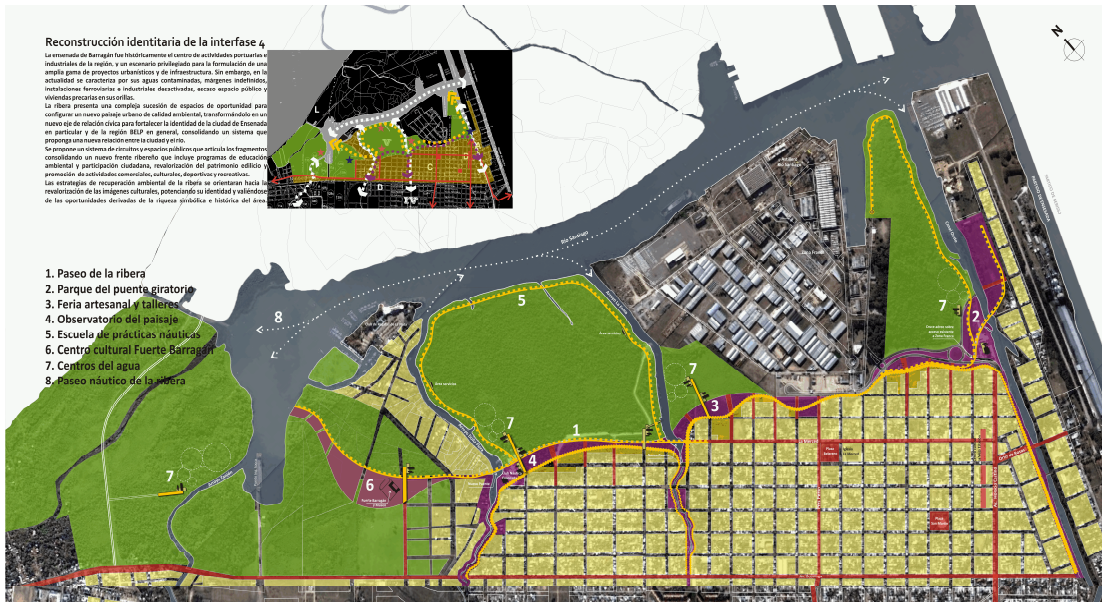 Reconstrucción identitaria de la interfase 4
La ensenada de Barragán fue históricamente el centro de actividades portuarias e
industriales de la región, y un escenario privilegiado para la formulación de una
amplia gama de proyectos urbanísticos y de infraestructura. Sin embargo, en la
actualidad se caracteriza por sus aguas contaminadas, márgenes indefinidos,
instalaciones ferroviarias e industriales desactivadas, escaso espacio público y
viviendas precarias en sus orillas.
La ribera presenta una compleja sucesión de espacios de oportunidad para
configurar un nuevo paisaje urbano de calidad ambiental, transformándolo en un
nuevo eje de relación cívica para fortalecer la identidad de la ciudad de Ensenada
en particular y de la región BELP en general, consolidando un sistema que
proponga una nueva relación entre la ciudad y el río.
Se propone un sistema de circuitos y espacios públicos que articula los fragmentos
consolidando un nuevo frente ribereño que incluye programas de educación
ambiental y participación ciudadana, revalorización del patrimonio edilicio y
promoción de actividades comerciales, culturales, deportivas y recreativas.
Las estrategias de recuperación ambiental de la ribera se orientaran hacia la
revalorización de las imágenes culturales, potenciando su identidad y valiéndose
de las oportunidades derivadas de la riqueza simbólica e histórica del área.
N
L
V
C
D
1. Paseo de la ribera
2. Parque del puente giratorio
3. Feria artesanal y talleres
4. Observatorio del paisaje
5. Escuela de prácticas náuticas
6. Centro cultural Fuerte Barragán
7. Centros del agua
8. Paseo náutico de la ribera
Río Santiago
Zona Franca
8
5
7
2
7
3
1
7
4
7
6
Fuerte Barragán